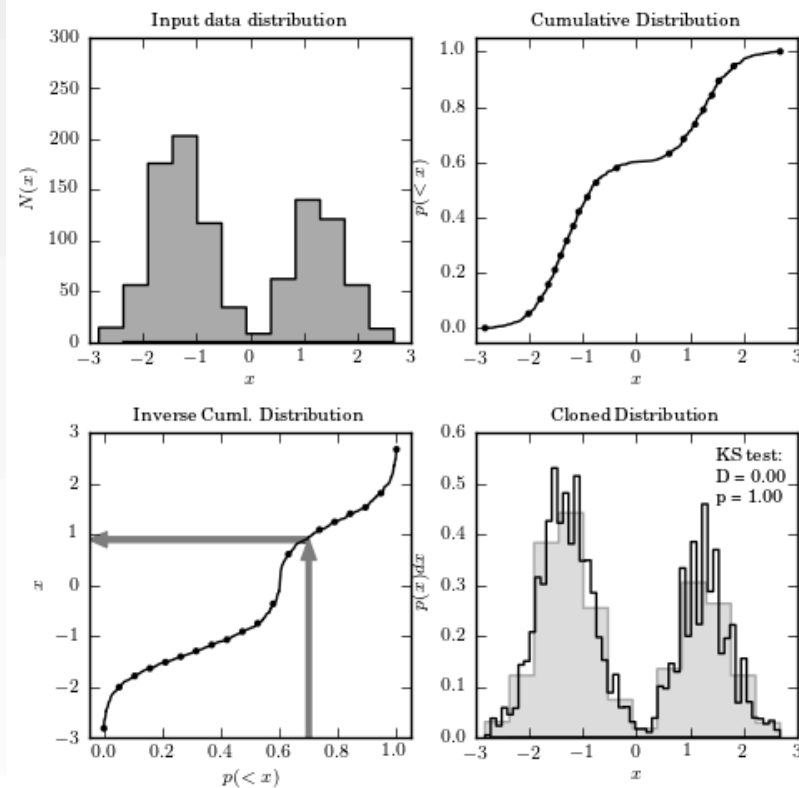 Input data distribution
300
250
200
150
100
50
0
N(x)
−3 −2 −1 0 1 2 3
x
Cumulative Distribution
1.0
0.8
0.6
0.4
0.2
0.0
p(< x)
−3 −2 −1 0 1 2 3
x
Inverse Cuml. Distribution
3
2
1
0
−1
−2
−3
x
0.0 0.2 0.4 0.6 0.8 1.0
p(< x)
Cloned Distribution
0.6
0.5
0.4
0.3
0.2
0.1
0.0
p(x)dx
KS test:
D = 0.00
p = 1.00
−3 −2 −1 0 1 2 3
x